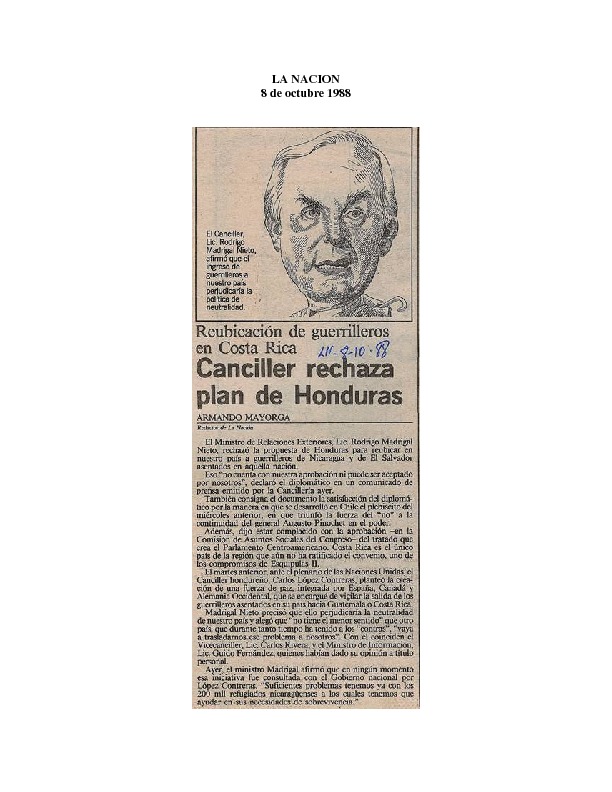 LA NACION
8 de octubre 1988
El Canciller,
Lic. Rodrigo
Madrigal Nieto,
afirmó que el
ingreso de
guerrilleros a
nuestro país
perjudicaría la
política de
neutralidad.
Reubicación de guerrilleros
en Costa Rica
LN-8-10-88
Canciller rechaza
plan de Honduras
ARMANDO MAYORGA
Redactor de La Nación
El Ministro de Relaciones Exteriores, Lic. Rodrigo Madrigal
Nieto, rechazó la propuesta de Honduras para reubicar en
nuestro país a guerrilleros de Nicaragua y de El Salvador
asentados en aquella nación.
Eso "no cuenta con nuestra aprobación ni puede ser aceptado
por nosotros", declaró el diplomático en un comunicado de
prensa emitido por la Cancillería ayer.
También consigna el documento la satisfacción del diplomá-
tico por la manera en que se desarrolló en Chile el plebiscito del
miércoles anterior, en que triunfó la fuerza del "no" a la
continuidad del general Augusto Pinochet en el poder.
Además, dijo estar complacido con la aprobación —en la
Comisión de Asuntos Sociales del Congreso— del tratado que
crea el Parlamento Centroamericano. Costa Rica es el único
país de la región que aún no ha ratificado el convenio, uno de
los compromisos de Esquipulas II.
El martes anterior, ante el plenario de las Naciones Unidas, el
Canciller hondureño, Carlos López Contreras, planteó la crea-
ción de una fuerza de paz, integrada por España, Canadá y
Alemania Occidental, que se encargue de vigilar la salida de los
guerrilleros asentados en su país hacia Guatemala o Costa Rica.
Madrigal Nieto precisó que ello perjudicaría la neutralidad
de nuestro país y alegó que "no tiene el menor sentido" que otro
país que durante tanto tiempo ha tenido a los "contras", "vaya
a trasladarnos ese problema a nosotros". Con él coinciden el
Vicecanciller, Lic. Carlos Rivera, y el Ministro de Información,
Lic. Guido Fernández, quienes habían dado su opinión a título
personal.
Ayer, el ministro Madrigal afirmó que en ningún momento
esa iniciativa fue consultada con el Gobierno nacional por
López Contreras. "Suficientes problemas tenemos ya con los
200 mil refugiados nicaragüenses a los cuales tenemos que
ayudar en sus necesidades de sobrevivencia".